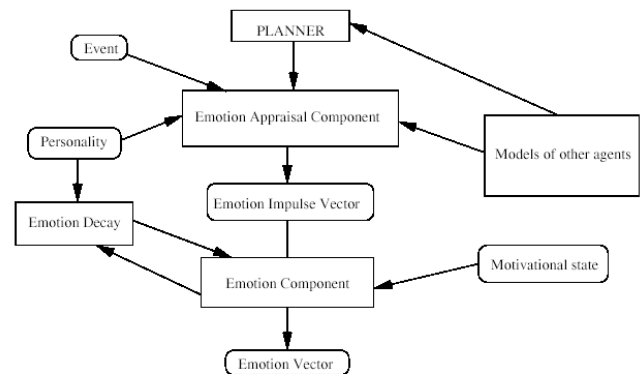 PLANNER
Event
Emotion Appraisal Component
Personality
Models of other agents
Emotion Impulse Vector
Emotion Decay
Motivational state
Emotion Component
Emotion Vector